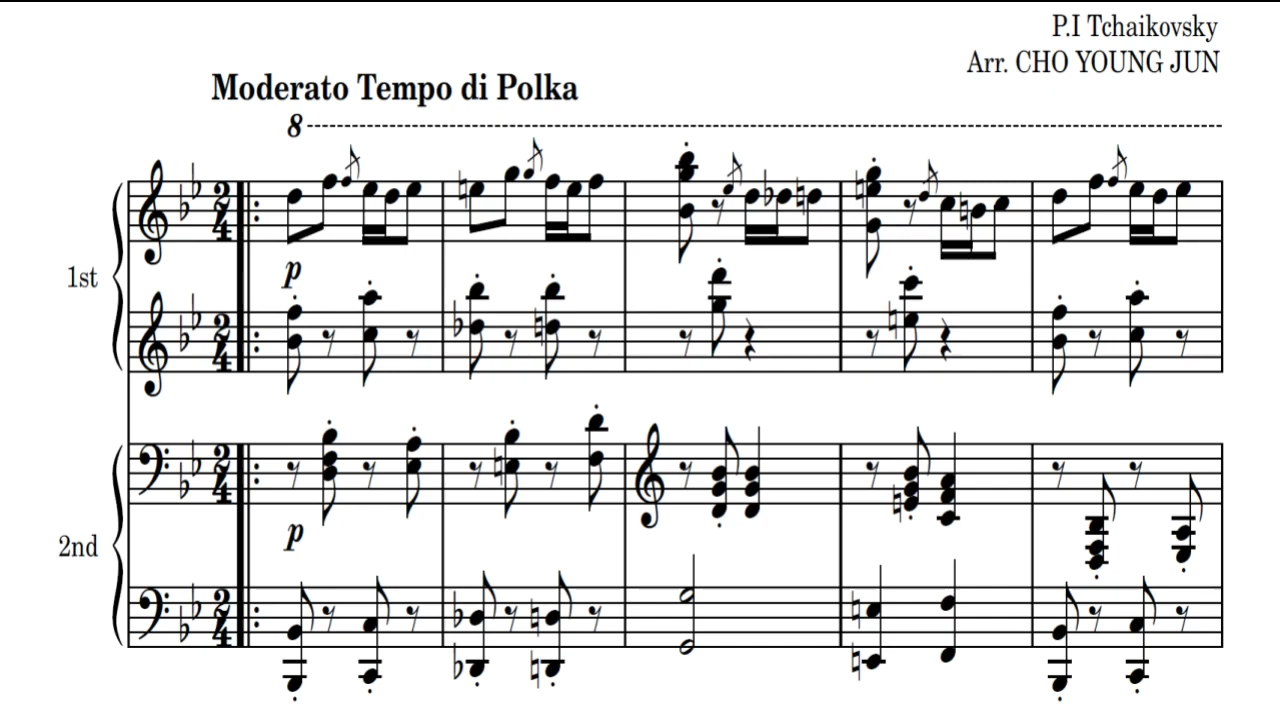 P.I Tchaikovsky
Arr. CHO YOUNG JUN
Moderato Tempo di Polka
8
1st
p
2nd
p